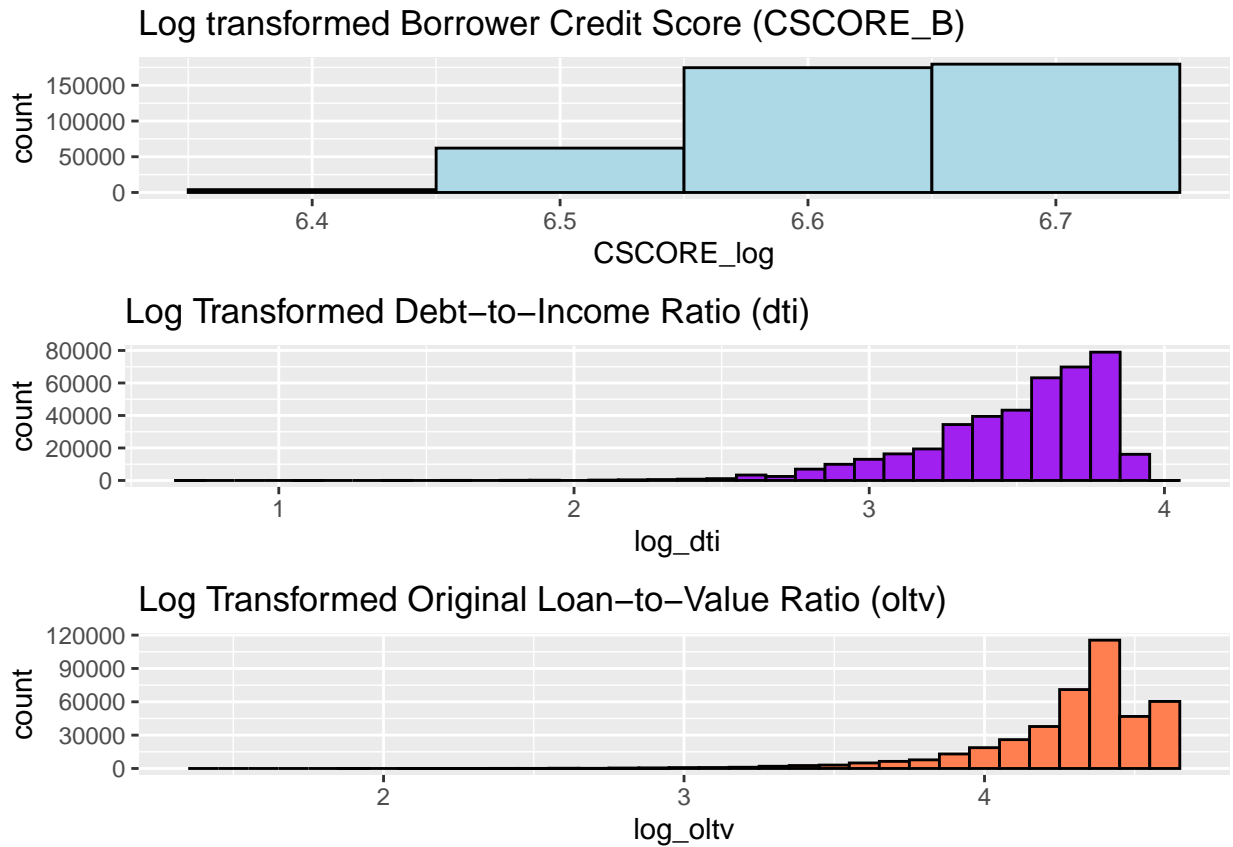 Log transformed Borrower Credit Score (CSCORE_B)
count
150000
100000
50000
0
6.4 6.5 6.6 6.7
CSCORE_log
Log Transformed Debt−to−Income Ratio (dti)
count
80000
60000
40000
20000
0
1 2 3 4
log_dti
Log Transformed Original Loan−to−Value Ratio (oltv)
count
120000
90000
60000
30000
0
2 3 4
log_oltv